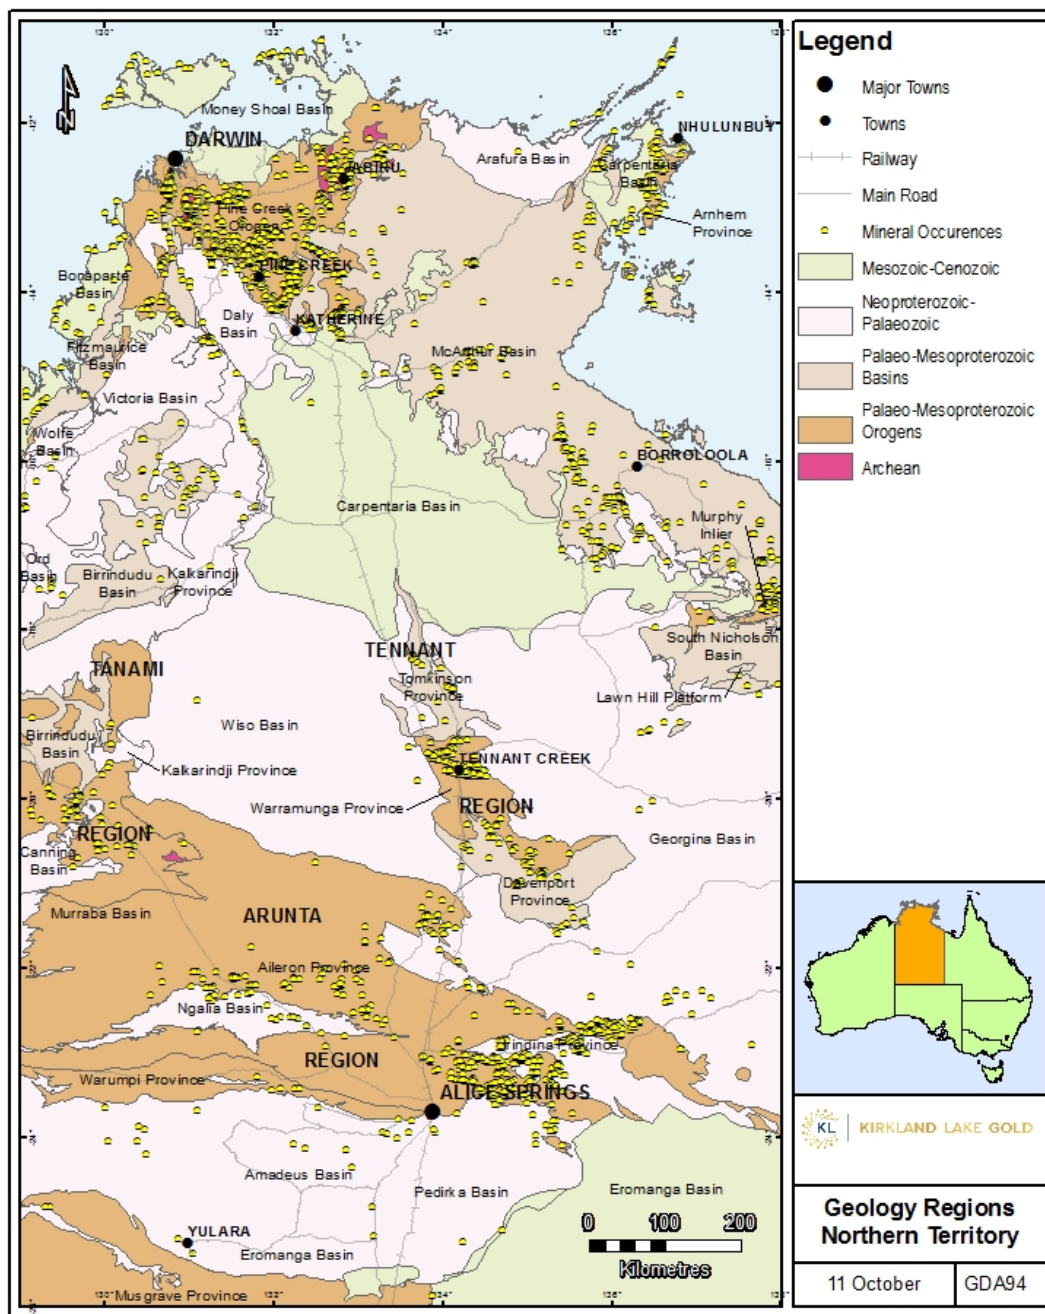 Money Shoal Basin
DARWIN
NHULUNBUY
Arafura Basin
Carpentaria
Basin
JABIRU
Pine Creek
Orogen
Arnhem
Province
PINE CREEK
Bonaparte
Basin
Daly
Basin
KATHERINE
Fitzmaurice
Basin
McArthur Basin
Victoria Basin
Wolfe
Basin
BORROLOOLA
Carpentaria Basin
Murphy
Inlier
Ord
Basin
Birrindudu
Basin
Kalkarindji
Province
South Nicholson
Basin
TENNANT
TANAMI
Tomkinson
Province
Lawn Hill Platform
Wiso Basin
Birrindudu
Basin
Kalkarindji Province
TENNANT CREEK
Warramunga Province
REGION
REGION
Georgina Basin
Canning
Basin
Davenport
Province
Murraba Basin
ARUNTA
Aileron Province
Ngalia Basin
Irindina Province
REGION
Warumpi Province
ALICE SPRINGS
Amadeus Basin
Pedirka Basin
Eromanga Basin
YULARA
Eromanga Basin
Musgrave Province
0 100 200
Kilometres
Legend
Major Towns
Towns
Railway
Main Road
Mineral Occurences
Mesozoic-Cenozoic
Neoproterozoic-
Palaeozoic
Palaeo-Mesoproterozoic
Basins
Palaeo-Mesoproterozoic
Orogens
Archean
KL KIRKLAND LAKE GOLD
Geology Regions
Northern Territory
11 October GDA94